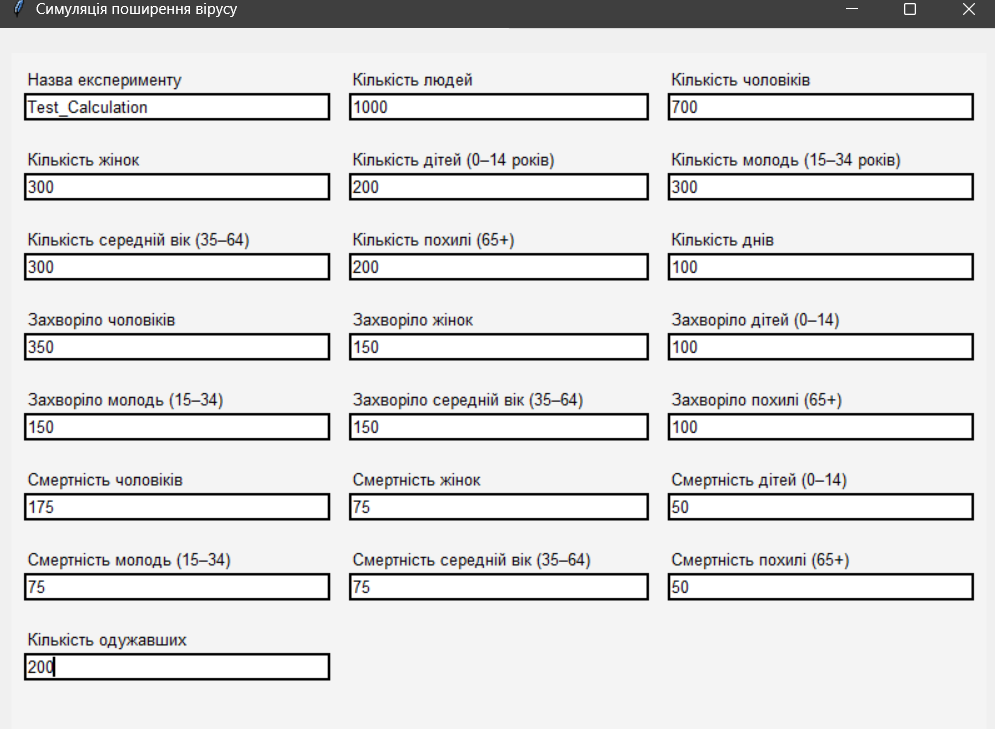 Симуляція поширення вірусу
Назва експерименту Кількість людей Кількість чоловіків
Test_Calculation 1000 700
Кількість жінок Кількість дітей (0–14 років) Кількість молодь (15–34 років)
300 200 300
Кількість середній вік (35–64) Кількість похилі (65+) Кількість днів
300 200 100
Захворіло чоловіків Захворіло жінок Захворіло дітей (0–14)
350 150 100
Захворіло молодь (15–34) Захворіло середній вік (35–64) Захворіло похилі (65+)
150 150 100
Смертність чоловіків Смертність жінок Смертність дітей (0–14)
175 75 50
Смертність молодь (15–34) Смертність середній вік (35–64) Смертність похилі (65+)
75 75 50
Кількість одужавших
200